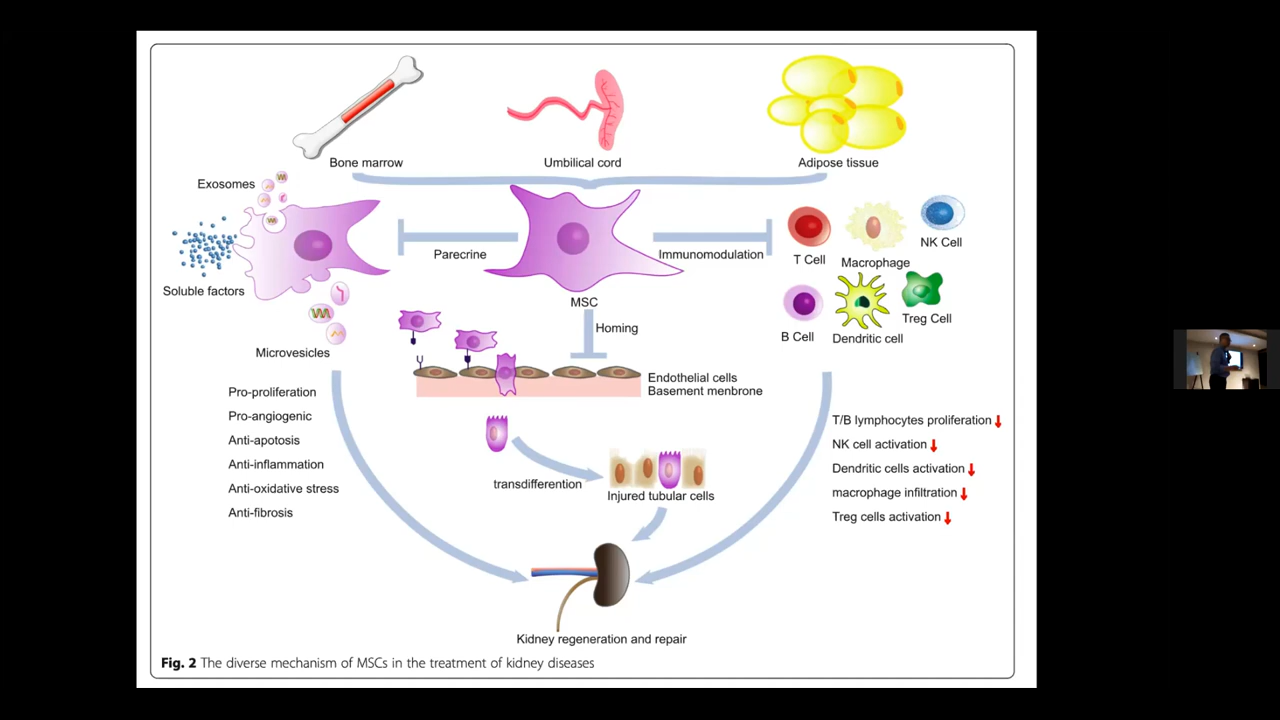 Bone marrow
Umbilical cord
Adipose tissue
Exosomes
Soluble factors
Microvesicles
Parecrine
MSC
Immunomodulation
Homing
T Cell
Macrophage
NK Cell
B Cell
Dendritic cell
Treg Cell
Endothelial cells
Basement menbrone
Pro-proliferation
Pro-angiogenic
Anti-apotosis
Anti-inflammation
Anti-oxidative stress
Anti-fibrosis
transdifferention
Injured tubular cells
T/B lymphocytes proliferation
NK cell activation
Dendritic cells activation
macrophage infiltration
Treg cells activation
Kidney regeneration and repair
Fig. 2 The diverse mechanism of MSCs in the treatment of kidney diseases